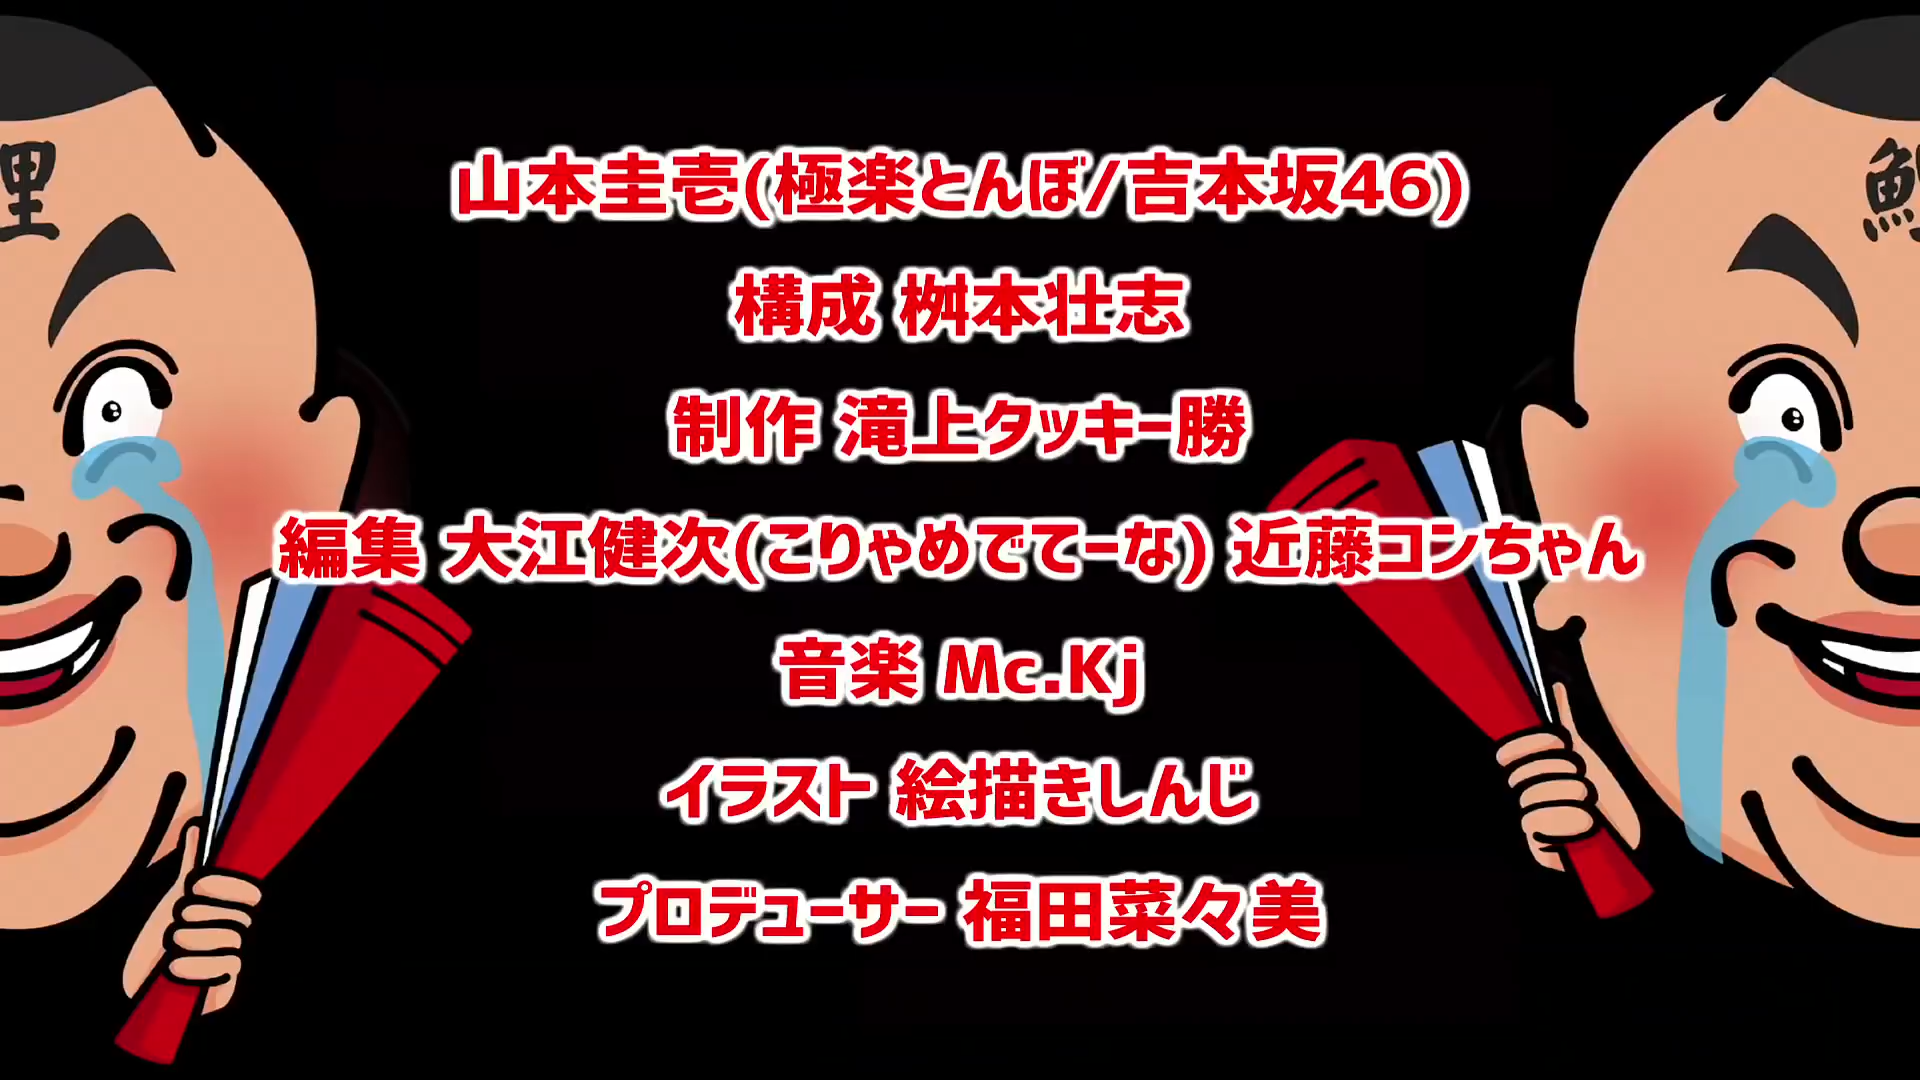 山本圭壱(極楽とんぼ/吉本坂46)
構成 桝本壮志
制作 滝上タッキー勝
編集 大江健次(こりゃめでてーな) 近藤コンちゃん
音楽 Mc.Kj
イラスト 絵描きしんじ
プロデューサー 福田菜々美
里